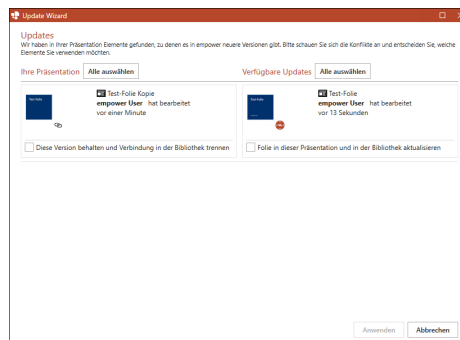 Update Wizard
Updates
Wir haben in Ihrer Präsentation Elemente gefunden, zu denen es in empower neuere Versionen gibt. Bitte schauen Sie sich die Konflikte an und entscheiden Sie, welche
Elemente Sie verwenden möchten.
Ihre Präsentation Alle auswählen
Verfügbare Updates Alle auswählen
Test-Folie
Test-Folie Kopie
empower User hat bearbeitet
vor einer Minute
Diese Version behalten und Verbindung in der Bibliothek trennen
Test-Folie
Test-Folie
empower User hat bearbeitet
vor 13 Sekunden
Folie in dieser Präsentation und in der Bibliothek aktualisieren
Anwenden Abbrechen